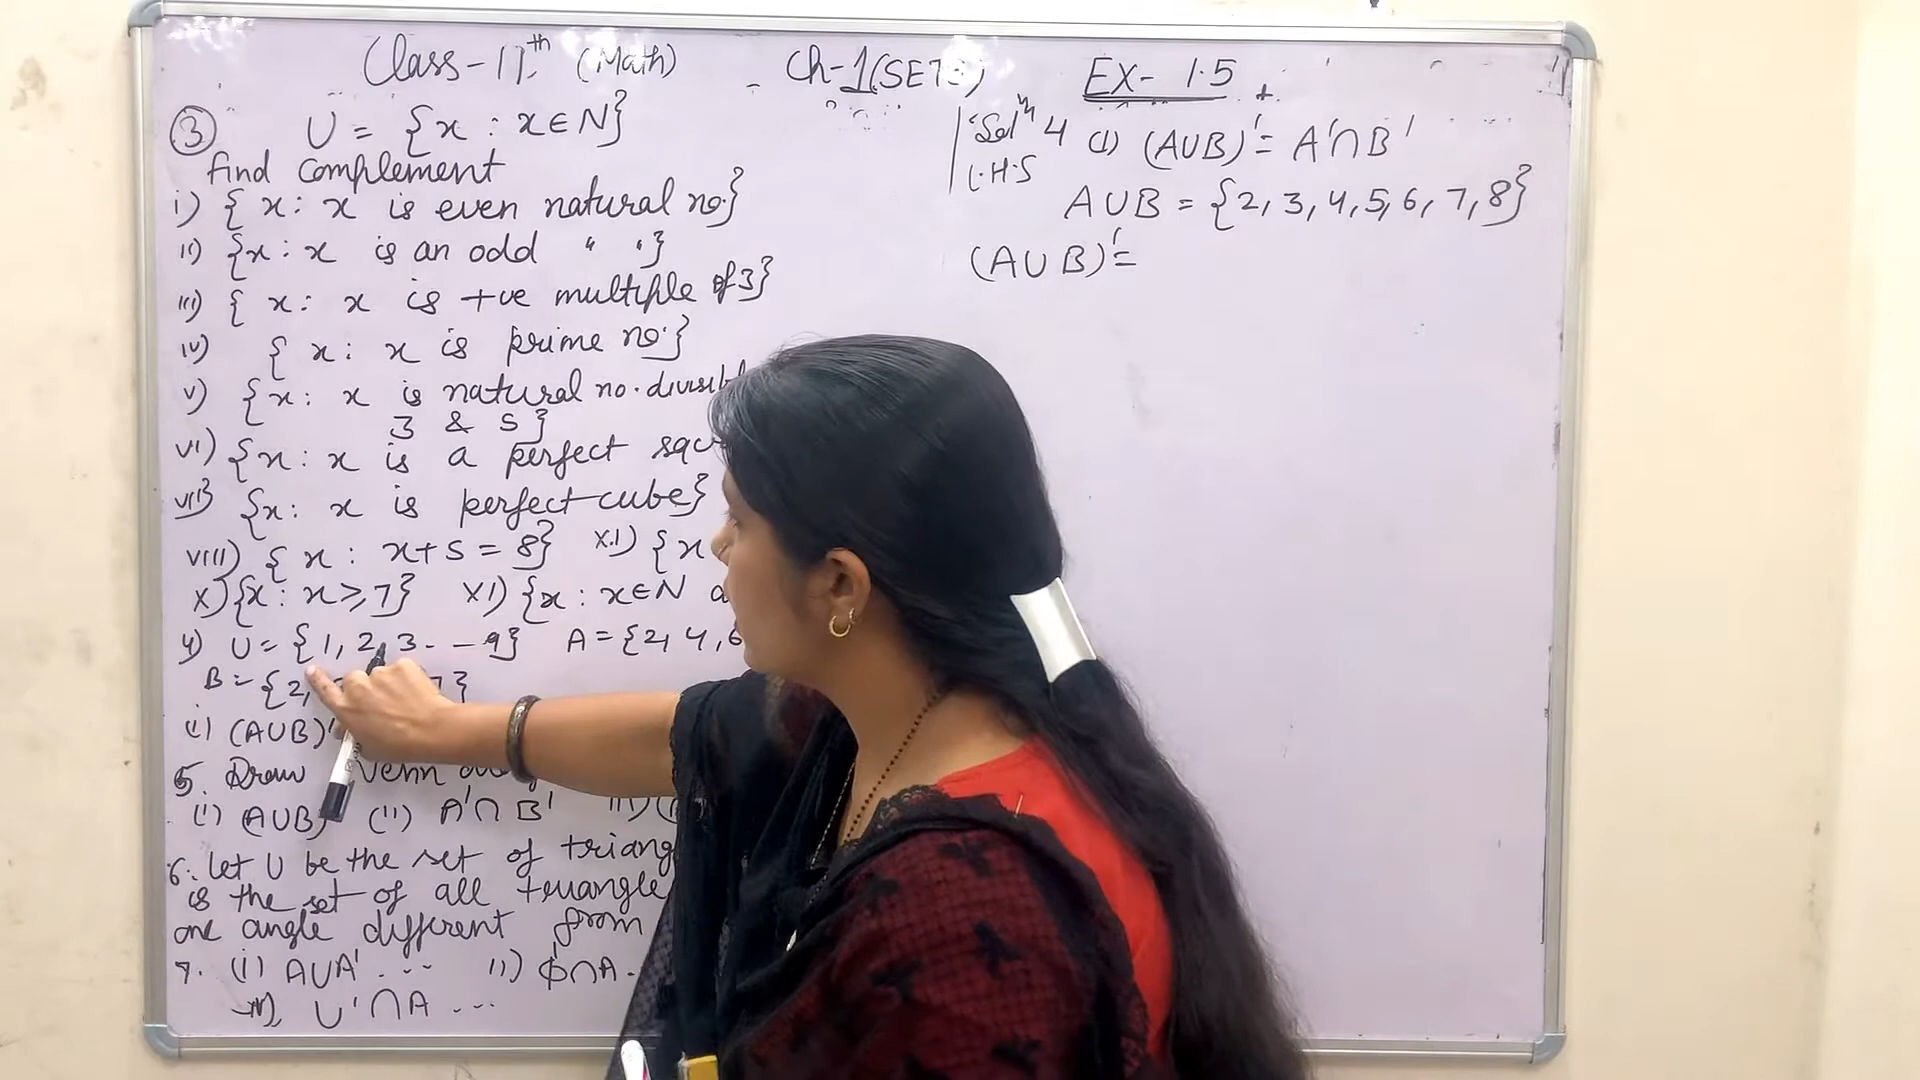 Class-11th (Math) Ch-1(SETS) EX- 1.5
③ U = {x : x∈N}
find complement
i) {x: x is even natural no.}
ii) {x: x is an odd " "}
iii) {x: x is +ve multiple of 3}
iv) {x: x is prime no.}
v) {x: x is natural no. divisibl
3 & 5}
vi) {x: x is a perfect squ
vii) {x: x is perfect cube}
viii) {x: x+5 = 8} xi) {x
x) {x: x≥7} xi) {x: x∈N a
4) U = {1, 2, 3 - - 9} A = {2, 4, 6
B = {2, 7}
(i) (A∪B)'
5. Draw Venn
(i) (A∪B) (ii) A'∩B' iii) (
6. Let U be the set of triang
is the set of all triangle
one angle different from
7. (i) A∪A' ... ii) ɸ'∩A .
U'∩A ...
Solⁿ 4 (i) (A∪B)' = A'∩B'
L.H.S
A∪B = {2, 3, 4, 5, 6, 7, 8}
(A∪B)' =